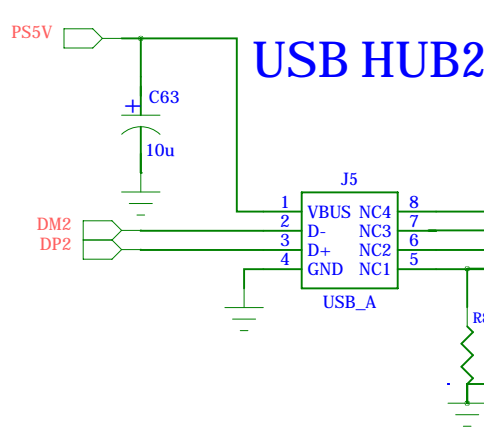 PS5V
USB HUB2
+ C63
10u
J5
1 VBUS NC4 8
DM2 2 D- NC3 7
DP2 3 D+ NC2 6
4 GND NC1 5
USB_A